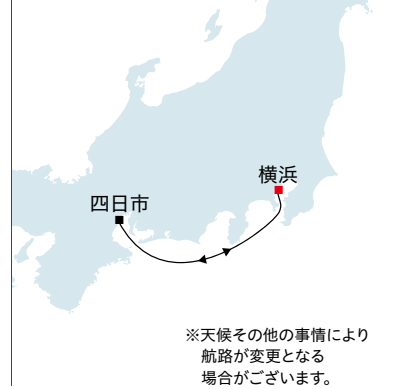 横浜
四日市
※天候その他の事情により
航路が変更となる
場合がございます。